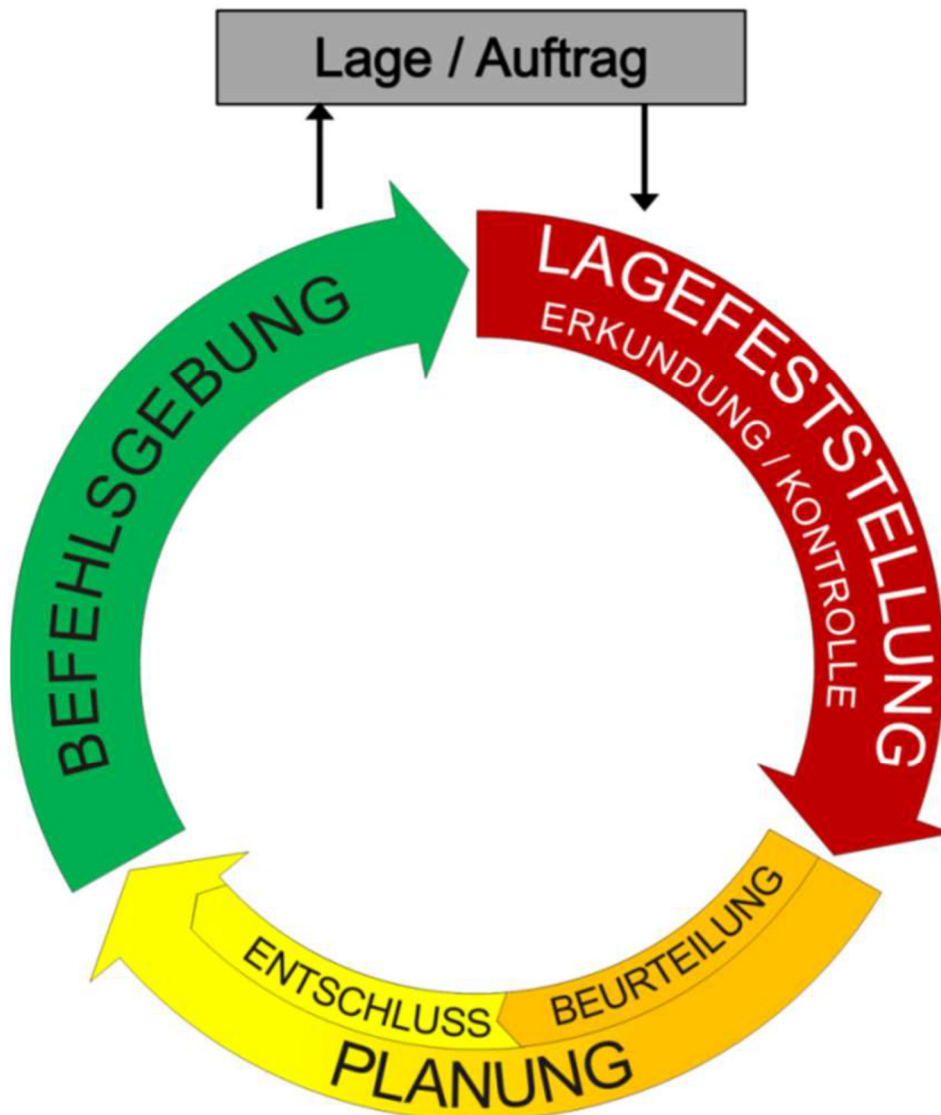 Lage / Auftrag
LAGEFESTSTELLUNG
ERKUNDUNG / KONTROLLE
BEURTEILUNG
ENTSCHLUSS
PLANUNG
BEFEHLSGEBUNG